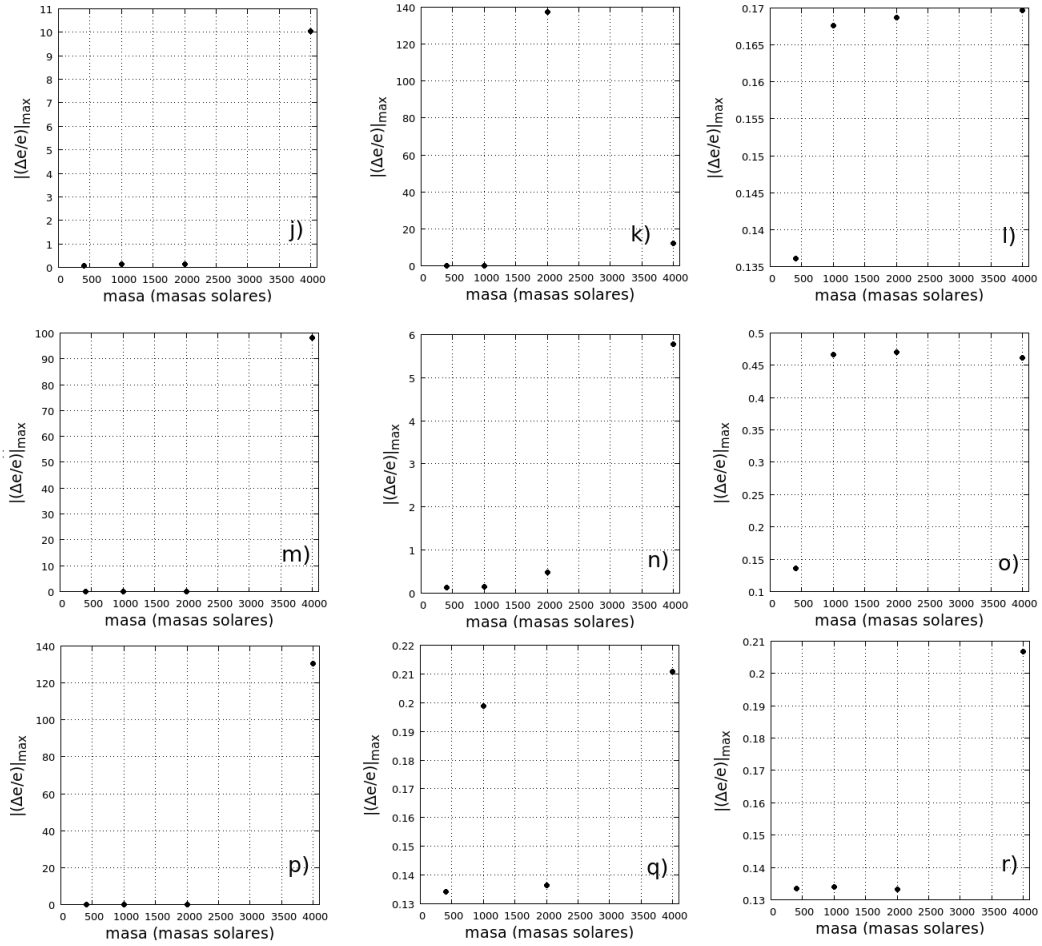 11
10
9
8
7
6
5
4
3
2
1
0
|(Δe/e)|max
0 500 1000 1500 2000 2500 3000 3500 4000
masa (masas solares)
j)
140
120
100
80
60
40
20
0
|(Δe/e)|max
0 500 1000 1500 2000 2500 3000 3500 4000
masa (masas solares)
k)
0.17
0.165
0.16
0.155
0.15
0.145
0.14
0.135
|(Δe/e)|max
0 500 1000 1500 2000 2500 3000 3500 4000
masa (masas solares)
l)
100
90
80
70
60
50
40
30
20
10
0
|(Δe/e)|max
0 500 1000 1500 2000 2500 3000 3500 4000
masa (masas solares)
m)
6
5
4
3
2
1
0
|(Δe/e)|max
0 500 1000 1500 2000 2500 3000 3500 4000
masa (masas solares)
n)
0.5
0.45
0.4
0.35
0.3
0.25
0.2
0.15
0.1
|(Δe/e)|max
0 500 1000 1500 2000 2500 3000 3500 4000
masa (masas solares)
o)
140
120
100
80
60
40
20
0
|(Δe/e)|max
0 500 1000 1500 2000 2500 3000 3500 4000
masa (masas solares)
p)
0.22
0.21
0.2
0.19
0.18
0.17
0.16
0.15
0.14
0.13
|(Δe/e)|max
0 500 1000 1500 2000 2500 3000 3500 4000
masa (masas solares)
q)
0.21
0.2
0.19
0.18
0.17
0.16
0.15
0.14
0.13
|(Δe/e)|max
0 500 1000 1500 2000 2500 3000 3500 4000
masa (masas solares)
r)